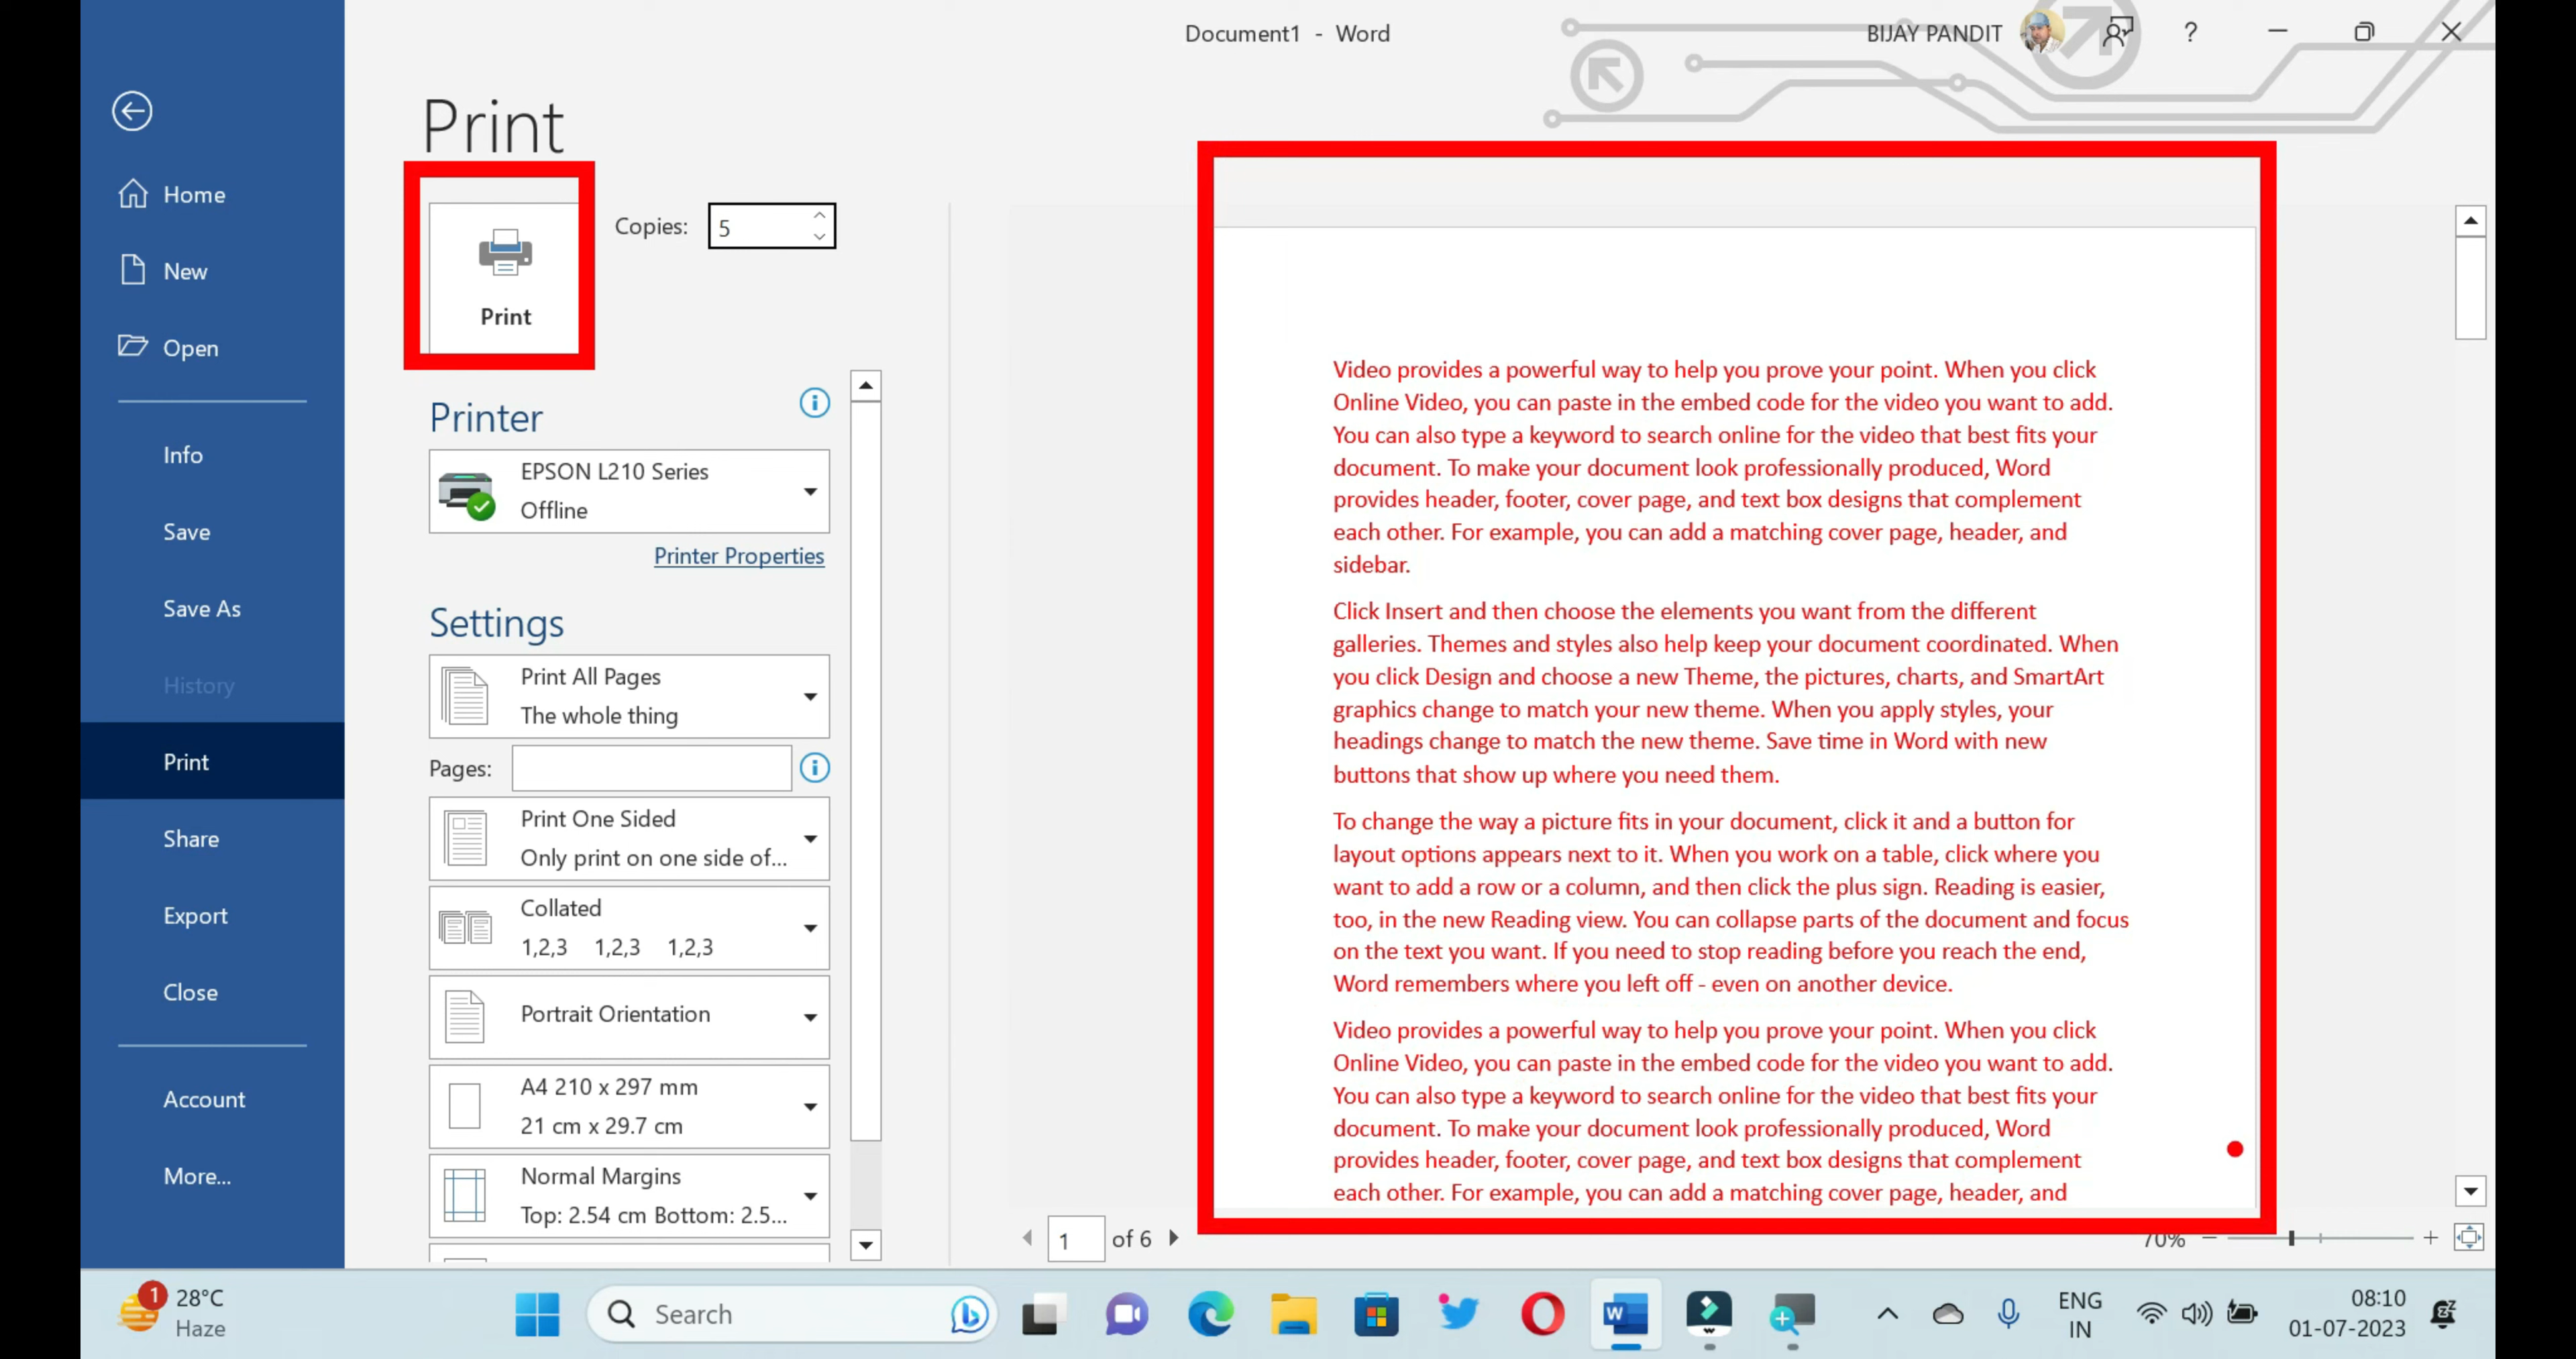 Document1 - Word
BIJAY PANDIT
?
Home
New
Open
Info
Save
Save As
History
Print
Share
Export
Close
Account
More...
Print
Print
Copies: 5
Printer
EPSON L210 Series
Offline
Printer Properties
Settings
Print All Pages
The whole thing
Pages:
Print One Sided
Only print on one side of...
Collated
1,2,3 1,2,3 1,2,3
Portrait Orientation
A4 210 x 297 mm
21 cm x 29.7 cm
Normal Margins
Top: 2.54 cm Bottom: 2.5...
Video provides a powerful way to help you prove your point. When you click
Online Video, you can paste in the embed code for the video you want to add.
You can also type a keyword to search online for the video that best fits your
document. To make your document look professionally produced, Word
provides header, footer, cover page, and text box designs that complement
each other. For example, you can add a matching cover page, header, and
sidebar.
Click Insert and then choose the elements you want from the different
galleries. Themes and styles also help keep your document coordinated. When
you click Design and choose a new Theme, the pictures, charts, and SmartArt
graphics change to match your new theme. When you apply styles, your
headings change to match the new theme. Save time in Word with new
buttons that show up where you need them.
To change the way a picture fits in your document, click it and a button for
layout options appears next to it. When you work on a table, click where you
want to add a row or a column, and then click the plus sign. Reading is easier,
too, in the new Reading view. You can collapse parts of the document and focus
on the text you want. If you need to stop reading before you reach the end,
Word remembers where you left off - even on another device.
Video provides a powerful way to help you prove your point. When you click
Online Video, you can paste in the embed code for the video you want to add.
You can also type a keyword to search online for the video that best fits your
document. To make your document look professionally produced, Word
provides header, footer, cover page, and text box designs that complement
each other. For example, you can add a matching cover page, header, and
1 of 6
70%
1
28°C
Haze
Search
ENG
IN
08:10
01-07-2023